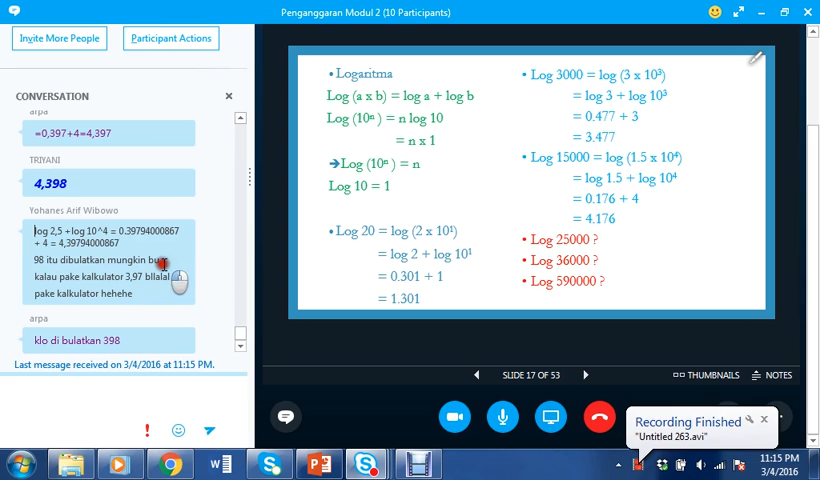 Penganggaran Modul 2 (10 Participants)
Invite More People
Participant Actions
CONVERSATION
arpa
=0,397+4=4,397
TRIYANI
4,398
Yohanes Arif Wibowo
log 2,5 +log 10^4 = 0.39794000867
+ 4 = 4,39794000867
98 itu dibulatkan mungkin bu
kalau pake kalkulator 3,97 bllalal
pake kalkulator hehehe
arpa
klo di bulatkan 398
Last message received on 3/4/2016 at 11:15 PM.
• Logaritma
Log (a x b) = log a + log b
Log (10ⁿ ) = n log 10
= n x 1
➔Log (10ⁿ ) = n
Log 10 = 1
• Log 20 = log (2 x 10¹)
= log 2 + log 10¹
= 0.301 + 1
= 1.301
• Log 3000 = log (3 x 10³)
= log 3 + log 10³
= 0.477 + 3
= 3.477
• Log 15000 = log (1.5 x 10⁴)
= log 1.5 + log 10⁴
= 0.176 + 4
= 4.176
• Log 25000 ?
• Log 36000 ?
• Log 590000 ?
SLIDE 17 OF 53
THUMBNAILS
NOTES
Recording Finished
"Untitled 263.avi"
11:15 PM
3/4/2016